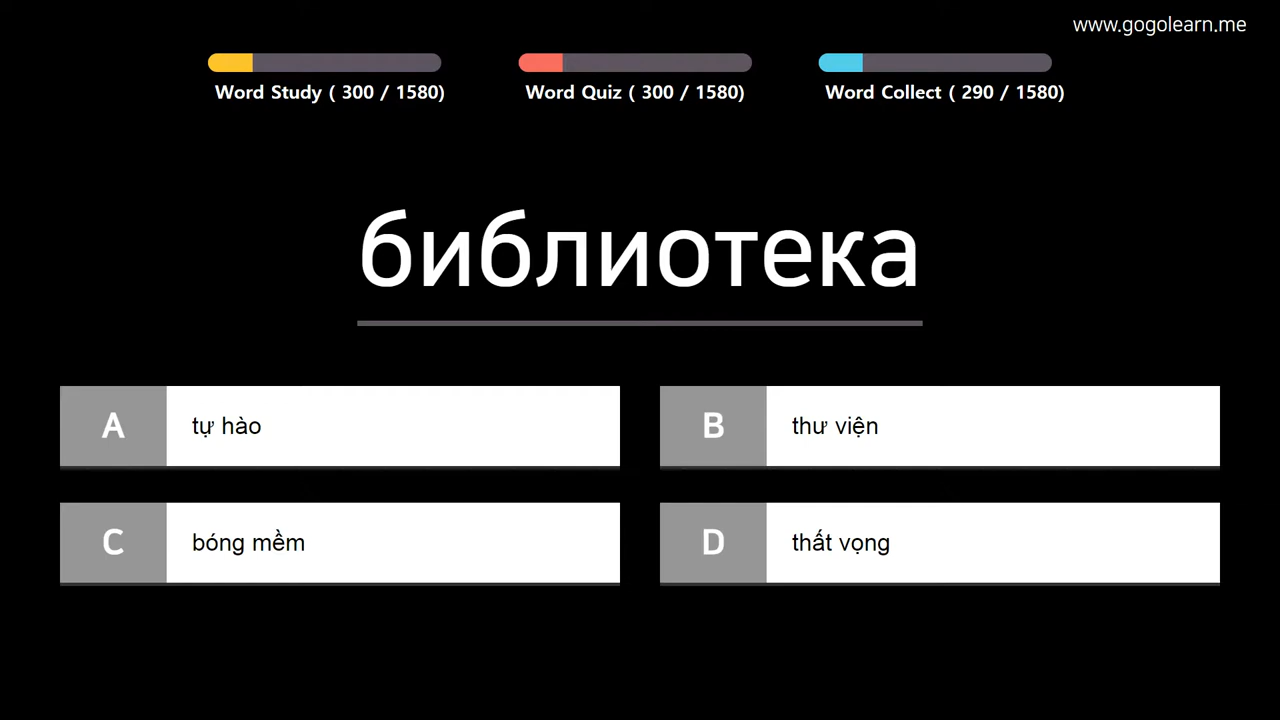 www.gogolearn.me
Word Study ( 300 / 1580)
Word Quiz ( 300 / 1580)
Word Collect ( 290 / 1580)
библиотека
A tự hào
B thư viện
C bóng mềm
D thất vọng